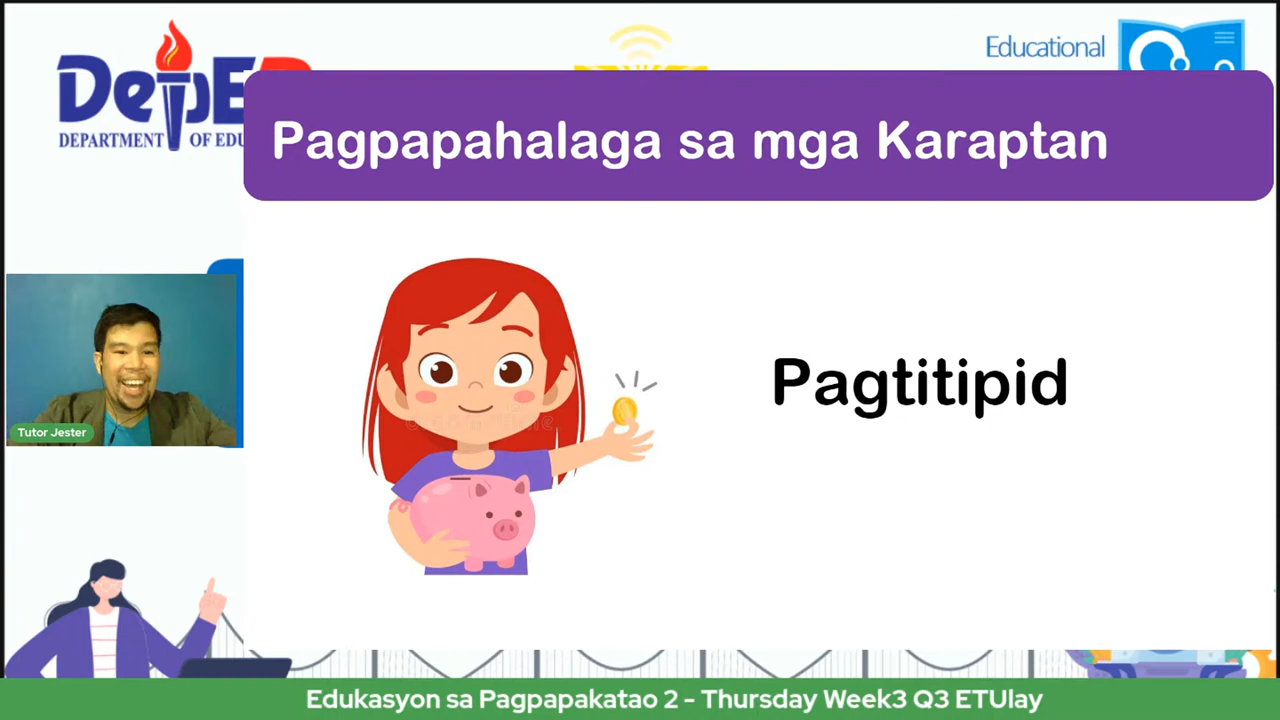 DepE
DEPARTMENT OF EDU
Educational
Pagpapahalaga sa mga Karaptan
Pagtitipid
Tutor Jester
Edukasyon sa Pagpapakatao 2 - Thursday Week3 Q3 ETUlay